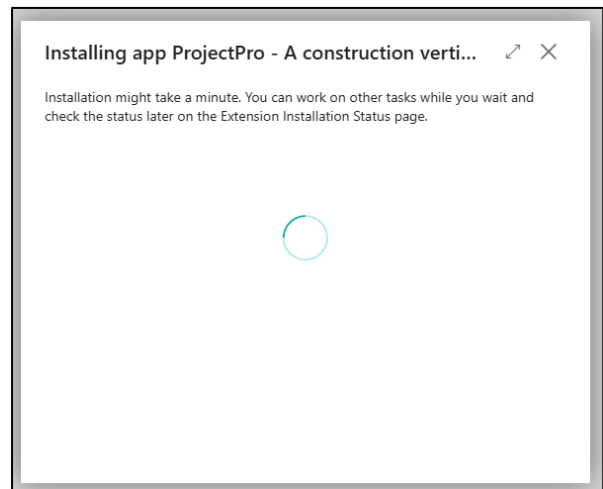 Installing app ProjectPro - A construction verti...
Installation might take a minute. You can work on other tasks while you wait and
check the status later on the Extension Installation Status page.